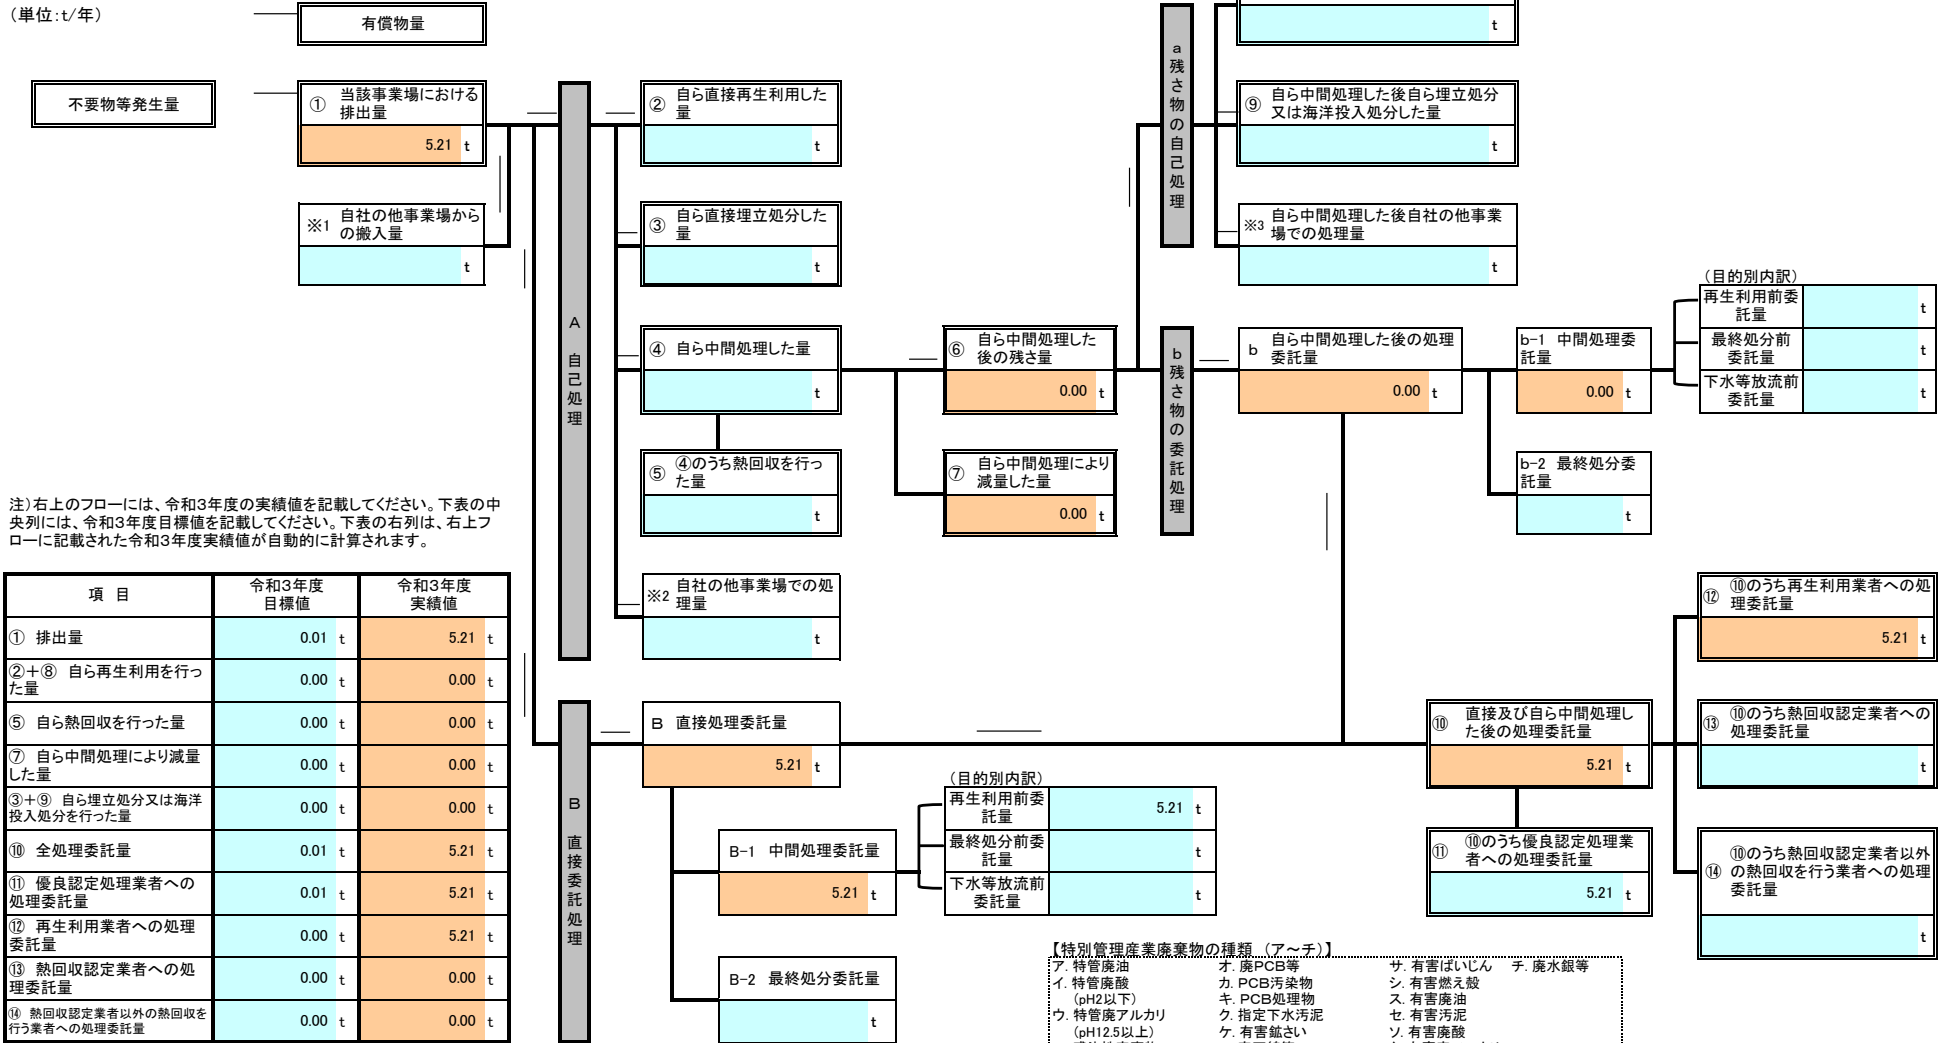 (単位:t/年)
有償物量
t
不要物等発生量
① 当該事業場における
排出量
5.21 t
※1 自社の他事業場から
の搬入量
t
A 自己処理
② 自ら直接再生利用した
量
t
③ 自ら直接埋立処分した
量
t
④ 自ら中間処理した量
t
⑤ ④のうち熱回収を行っ
た量
t
※2 自社の他事業場での処
理量
t
⑥ 自ら中間処理した
後の残さ量
0.00 t
⑦ 自ら中間処理により
減量した量
0.00 t
a 残さ物の自己処理
⑨ 自ら中間処理した後自ら埋立処分
又は海洋投入処分した量
t
※3 自ら中間処理した後自社の他事業
場での処理量
t
b 残さ物の委託処理
b 自ら中間処理した後の処理
委託量
0.00 t
b-1 中間処理委
託量
0.00 t
b-2 最終処分委
託量
t
(目的別内訳)
再生利用前委
託量
t
最終処分前
委託量
t
下水等放流前
委託量
t
注)右上のフローには、令和3年度の実績値を記載してください。下表の中
央列には、令和3年度目標値を記載してください。下表の右列は、右上フ
ローに記載された令和3年度実績値が自動的に計算されます。
項 目 令和3年度
目標値 令和3年度
実績値
① 排出量 0.01 t 5.21 t
②+⑧ 自ら再生利用を行っ
た量 0.00 t 0.00 t
⑤ 自ら熱回収を行った量 0.00 t 0.00 t
⑦ 自ら中間処理により減量
した量 0.00 t 0.00 t
③+⑨ 自ら埋立処分又は海洋
投入処分を行った量 0.00 t 0.00 t
⑩ 全処理委託量 0.01 t 5.21 t
⑪ 優良認定処理業者への
処理委託量 0.01 t 5.21 t
⑫ 再生利用業者への処理
委託量 0.00 t 5.21 t
⑬ 熱回収認定業者への処
理委託量 0.00 t 0.00 t
⑭ 熱回収認定業者以外の熱回収を
行う業者への処理委託量 0.00 t 0.00 t
B 直接委託処理
B 直接処理委託量
5.21 t
B-1 中間処理委託量
5.21 t
B-2 最終処分委託量
t
(目的別内訳)
再生利用前委
託量
5.21 t
最終処分前委
託量
t
下水等放流前
委託量
t
⑩ 直接及び自ら中間処理し
た後の処理委託量
5.21 t
⑪ ⑩のうち優良認定処理業
者への処理委託量
5.21 t
⑫ ⑩のうち再生利用業者への処
理委託量
5.21 t
⑬ ⑩のうち熱回収認定業者への
処理委託量
t
⑭ ⑩のうち熱回収認定業者以外
の熱回収を行う業者への処理
委託量
t
【特別管理産業廃棄物の種類 (ア~チ)】
ア. 特管廃油 オ. 廃PCB等 サ. 有害ばいじん チ. 廃水銀等
イ. 特管廃酸 カ. PCB汚染物 シ. 有害燃え殻
(pH2以下) キ. PCB処理物 ス. 有害廃油
ウ. 特管廃アルカリ ク. 指定下水汚泥 セ. 有害汚泥
(pH12.5以上) ケ. 有害鉱さい ソ. 有害廃酸